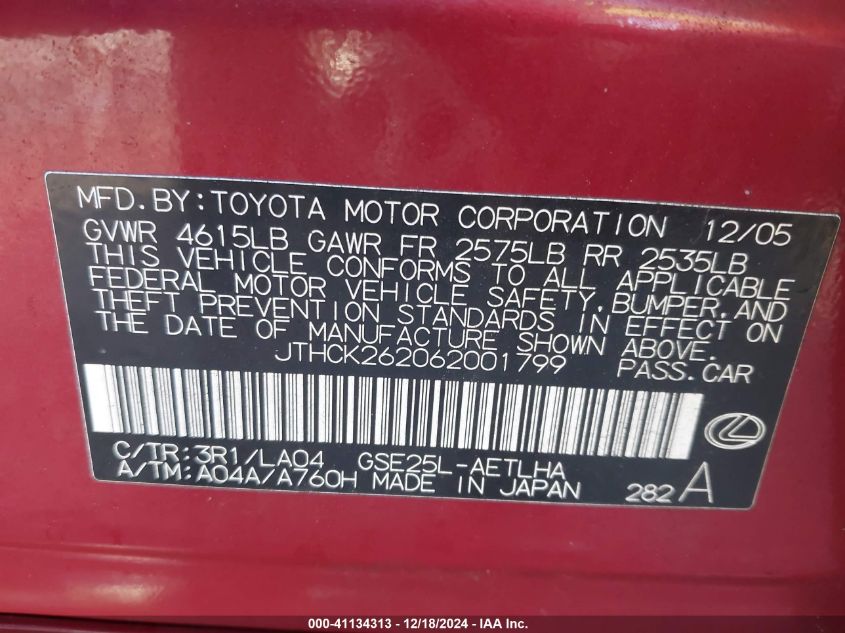 MFD.BY:TOYOTA MOTOR CORPORATION 12/05
GVWR 4615LB GAWR FR 2575LB RR 2535LB
THIS VEHICLE CONFORMS TO ALL APPLICABLE
FEDERAL MOTOR VEHICLE SAFETY,BUMPER,AND
THEFT PREVENTION STANDARDS IN EFFECT ON
THE DATE OF MANUFACTURE SHOWN ABOVE.
JTHCK262062001799 PASS.CAR
C/TR:3R1/LA04 GSE25L-AETLHA
A/TM:A04A/A760H MADE IN JAPAN 282 A
000-41134313 - 12/18/2024 - IAA Inc.